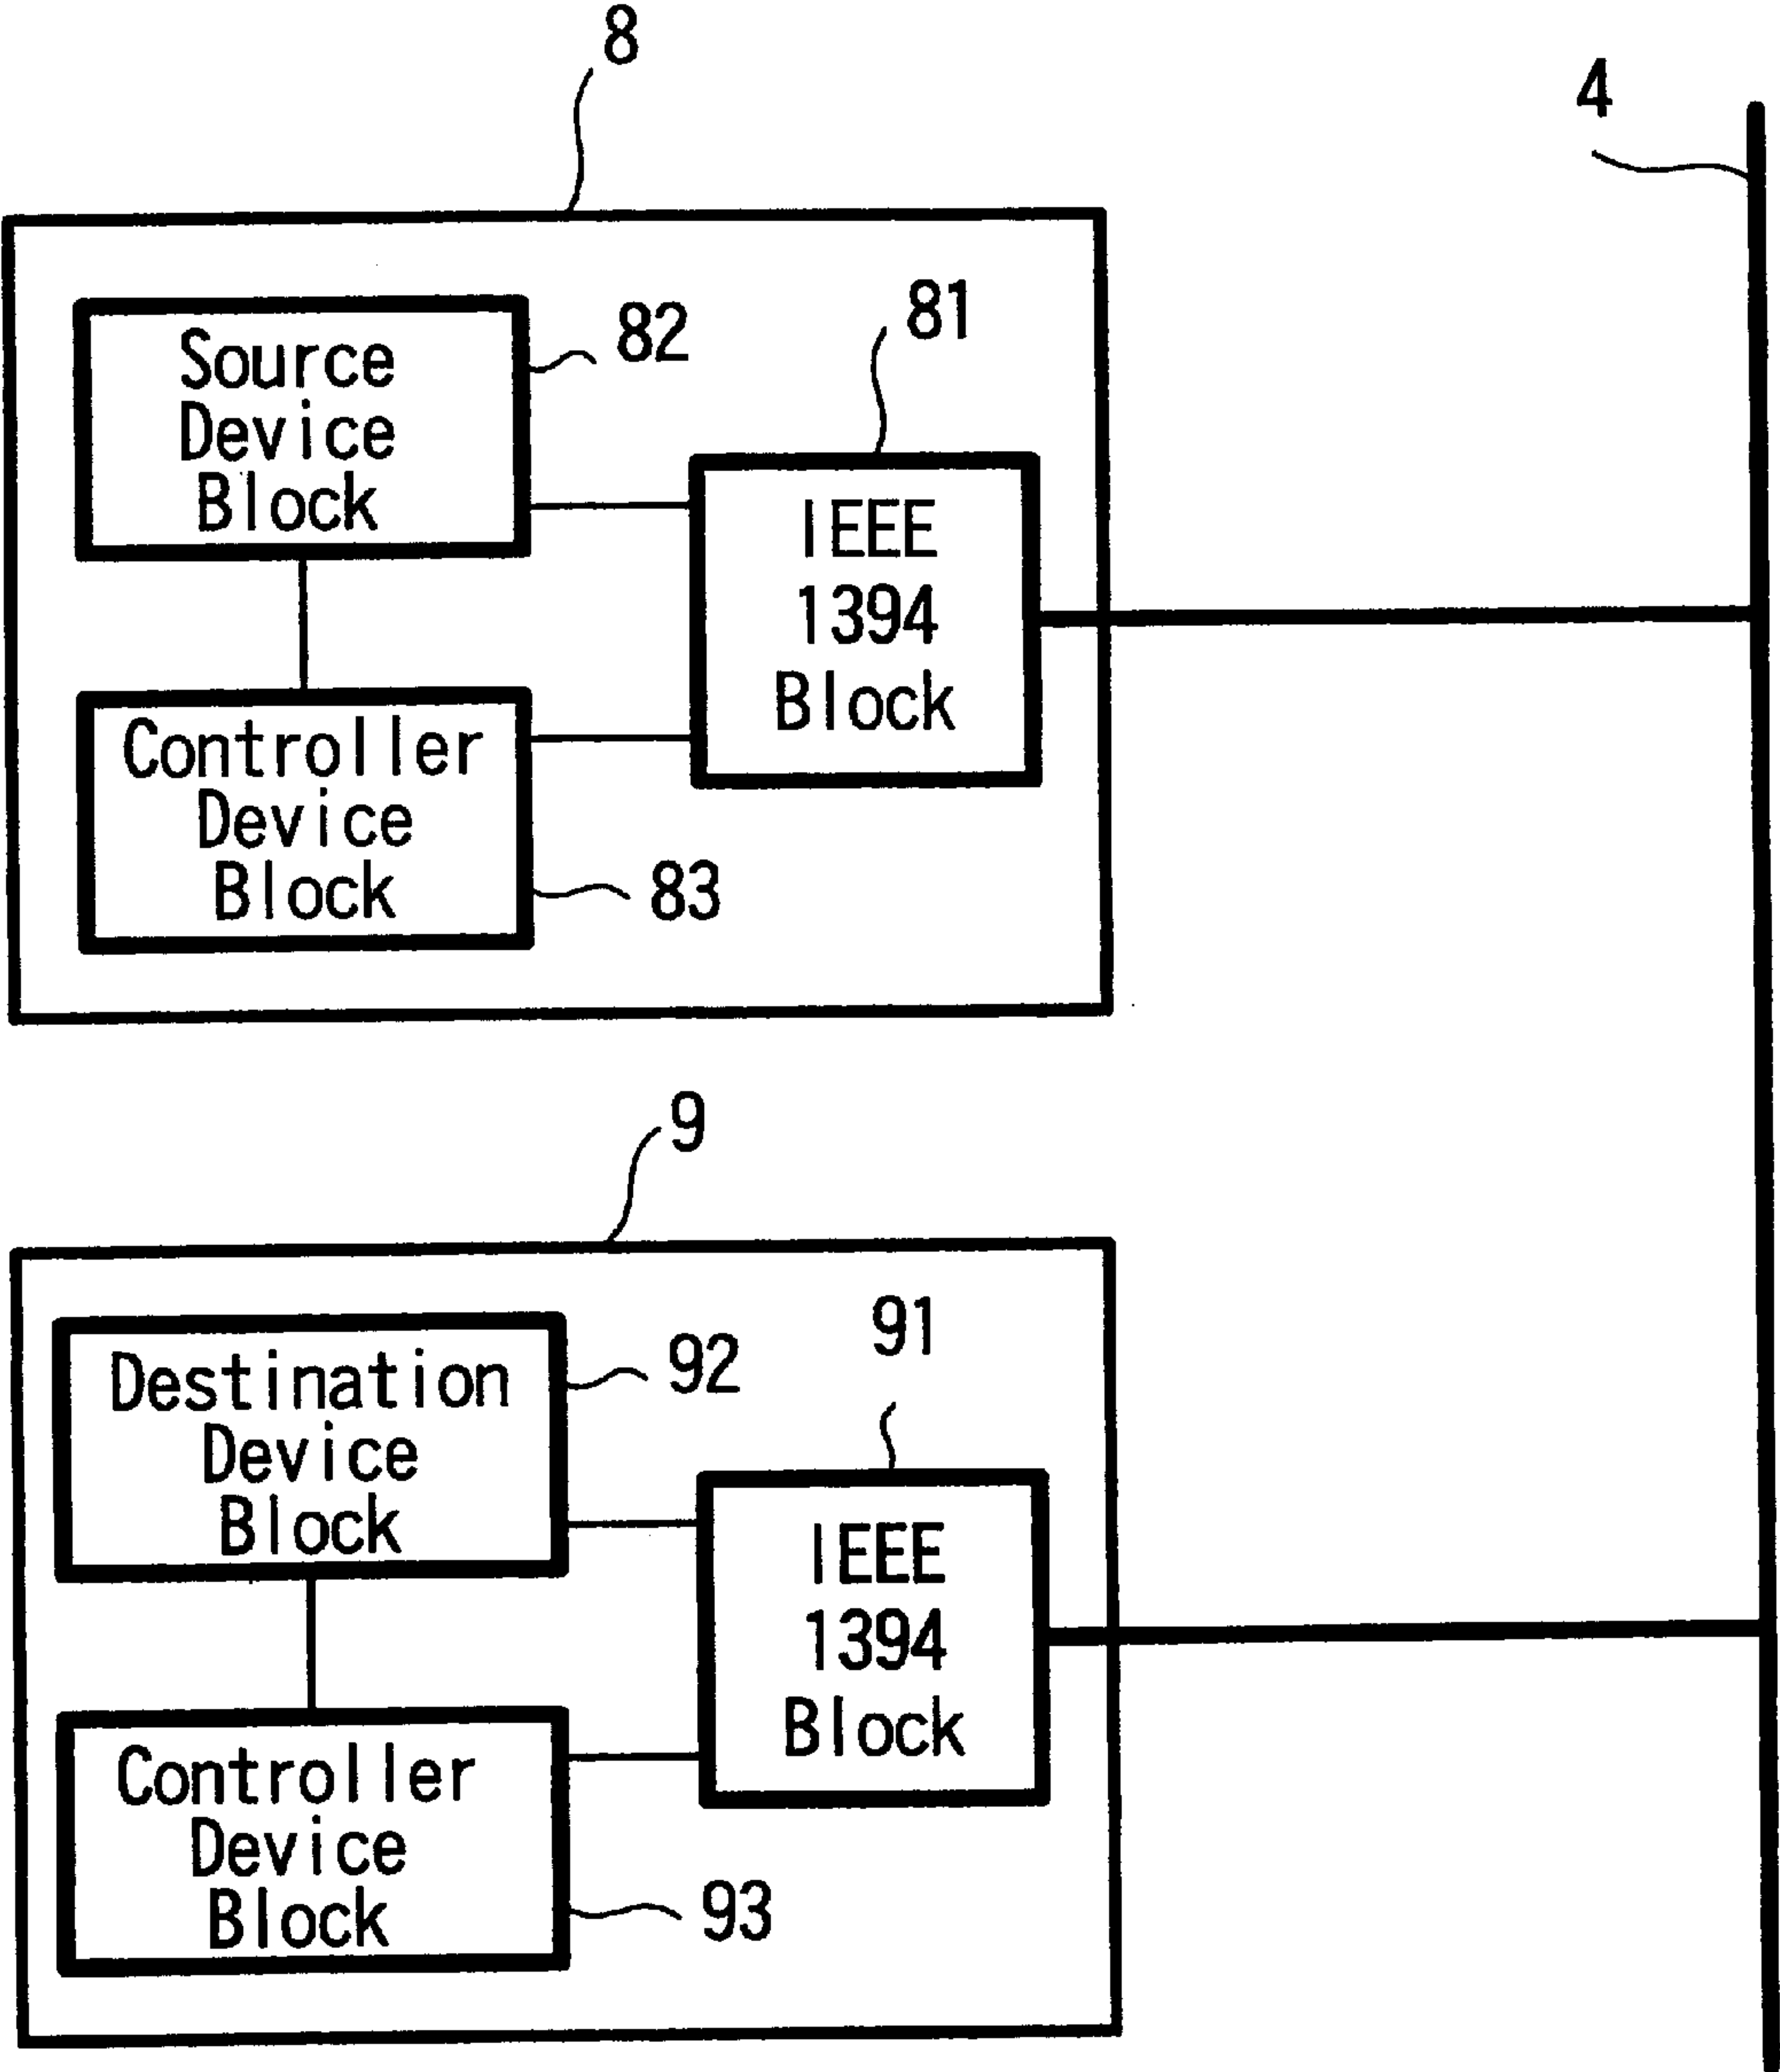 8
4
82
81
Source
Device
Block
IEEE
1394
Block
Controller
Device
Block
83
9
92
91
Destination
Device
Block
IEEE
1394
Block
Controller
Device
Block
93